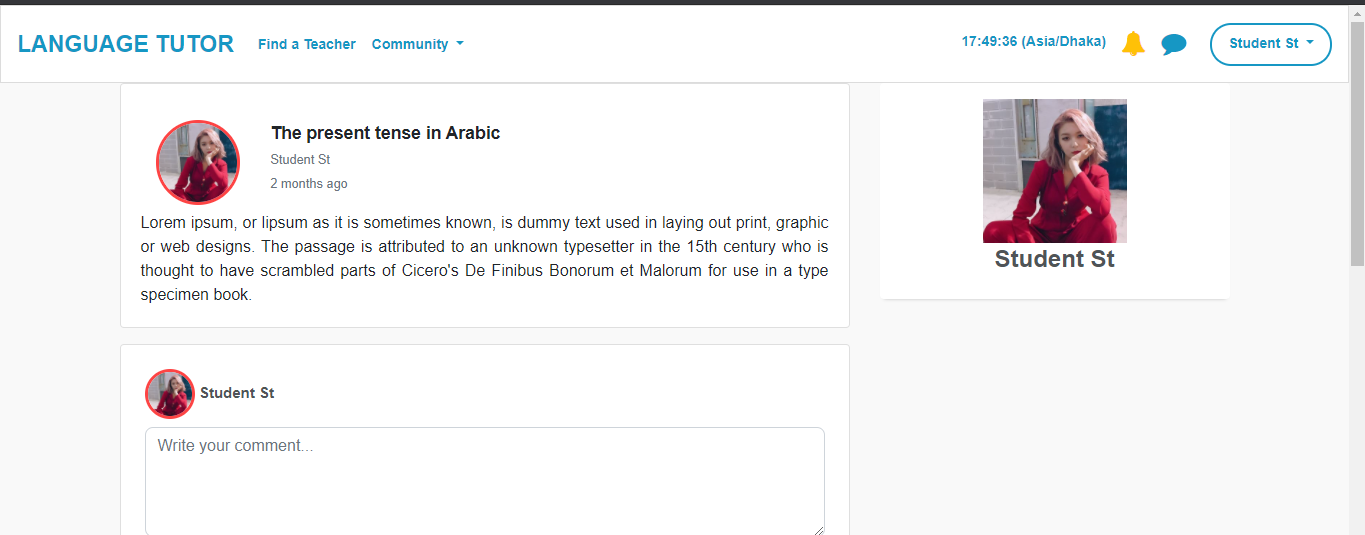 LANGUAGE TUTOR
Find a Teacher
Community
17:49:36 (Asia/Dhaka)
Student St
The present tense in Arabic
Student St
2 months ago
Lorem ipsum, or lipsum as it is sometimes known, is dummy text used in laying out print, graphic
or web designs. The passage is attributed to an unknown typesetter in the 15th century who is
thought to have scrambled parts of Cicero's De Finibus Bonorum et Malorum for use in a type
specimen book.
Student St
Student St
Write your comment...